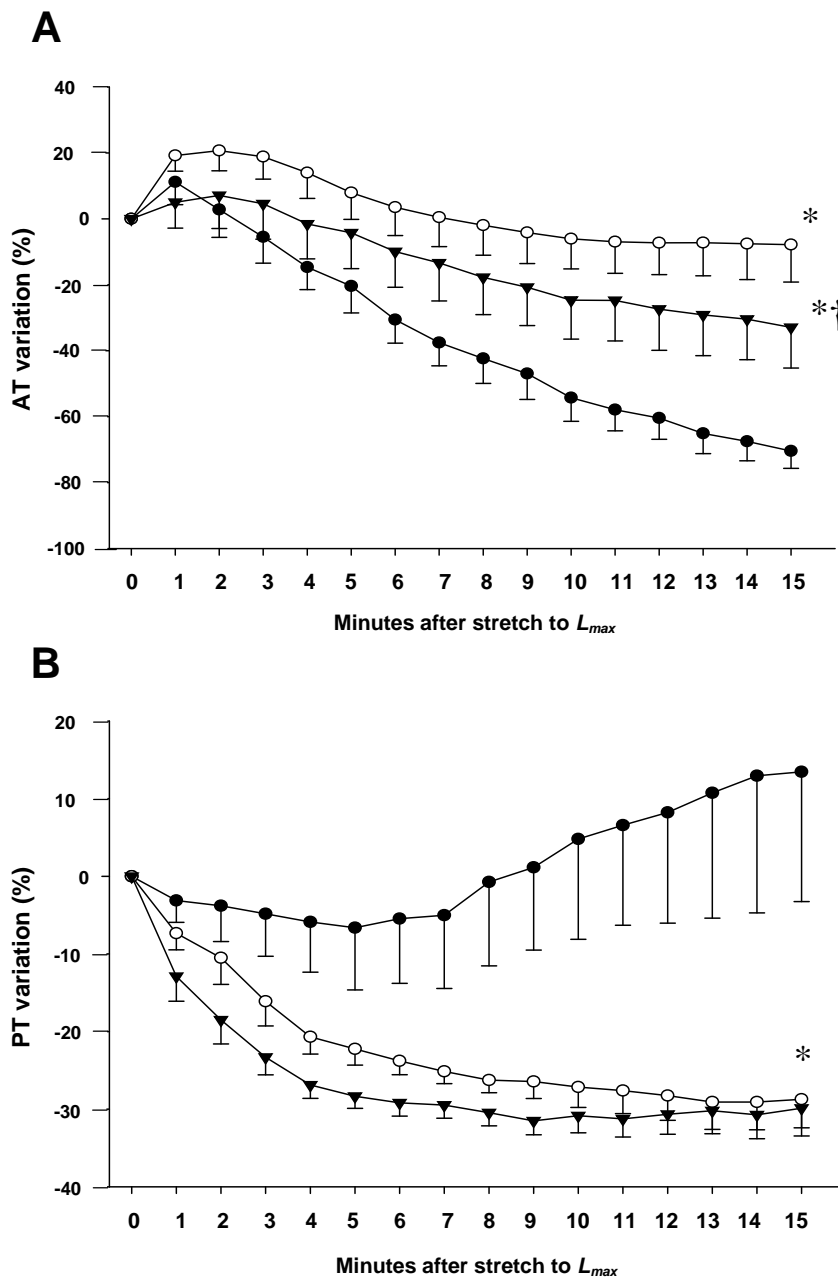 A
40
20
0
-20
-40
-60
-80
-100
AT variation (%)
*
*†
0 1 2 3 4 5 6 7 8 9 10 11 12 13 14 15
Minutes after stretch to Lmax
B
20
10
0
-10
-20
-30
-40
PT variation (%)
*
0 1 2 3 4 5 6 7 8 9 10 11 12 13 14 15
Minutes after stretch to Lmax